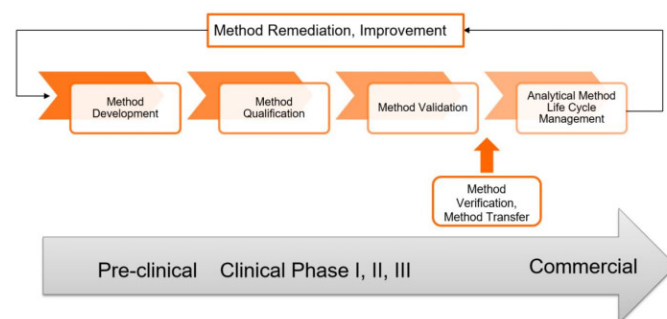 Method Remediation, Improvement
Method
Development
Method
Qualification
Method Validation
Analytical Method
Life Cycle
Management
Method
Verification,
Method Transfer
Pre-clinical
Clinical Phase I, II, III
Commercial